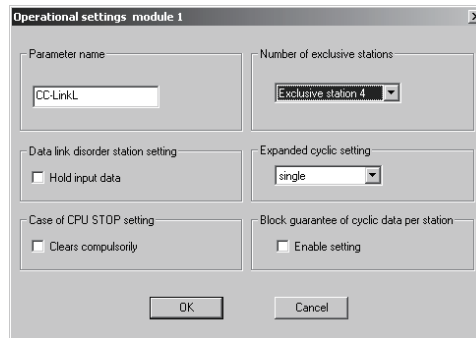 Operational settings module 1
Parameter name
CC-LinkL
Number of exclusive stations
Exclusive station 4
Data link disorder station setting
Hold input data
Expanded cyclic setting
single
Case of CPU STOP setting
Clears compulsorily
Block guarantee of cyclic data per station
Enable setting
OK
Cancel